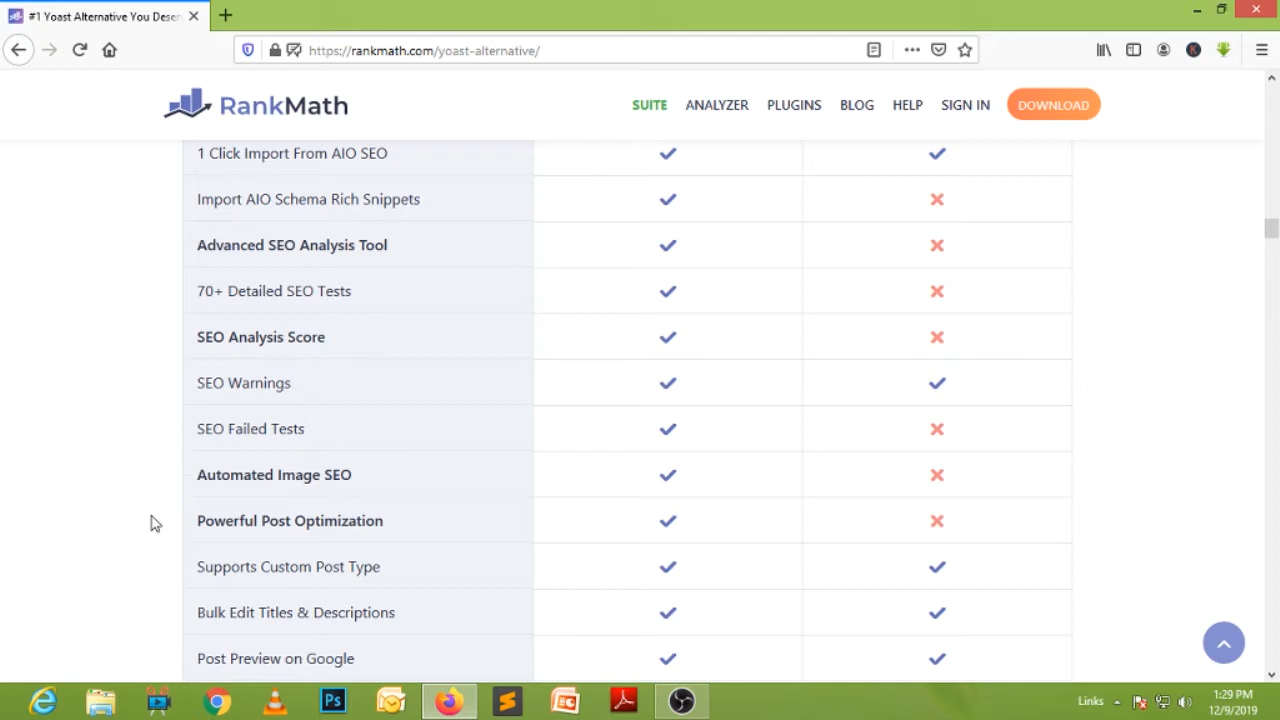 #1 Yoast Alternative You Deser
https://rankmath.com/yoast-alternative/
RankMath
SUITE ANALYZER PLUGINS BLOG HELP SIGN IN DOWNLOAD
1 Click Import From AIO SEO
Import AIO Schema Rich Snippets
Advanced SEO Analysis Tool
70+ Detailed SEO Tests
SEO Analysis Score
SEO Warnings
SEO Failed Tests
Automated Image SEO
Powerful Post Optimization
Supports Custom Post Type
Bulk Edit Titles & Descriptions
Post Preview on Google
Ps
K
Links
1:29 PM
12/9/2019